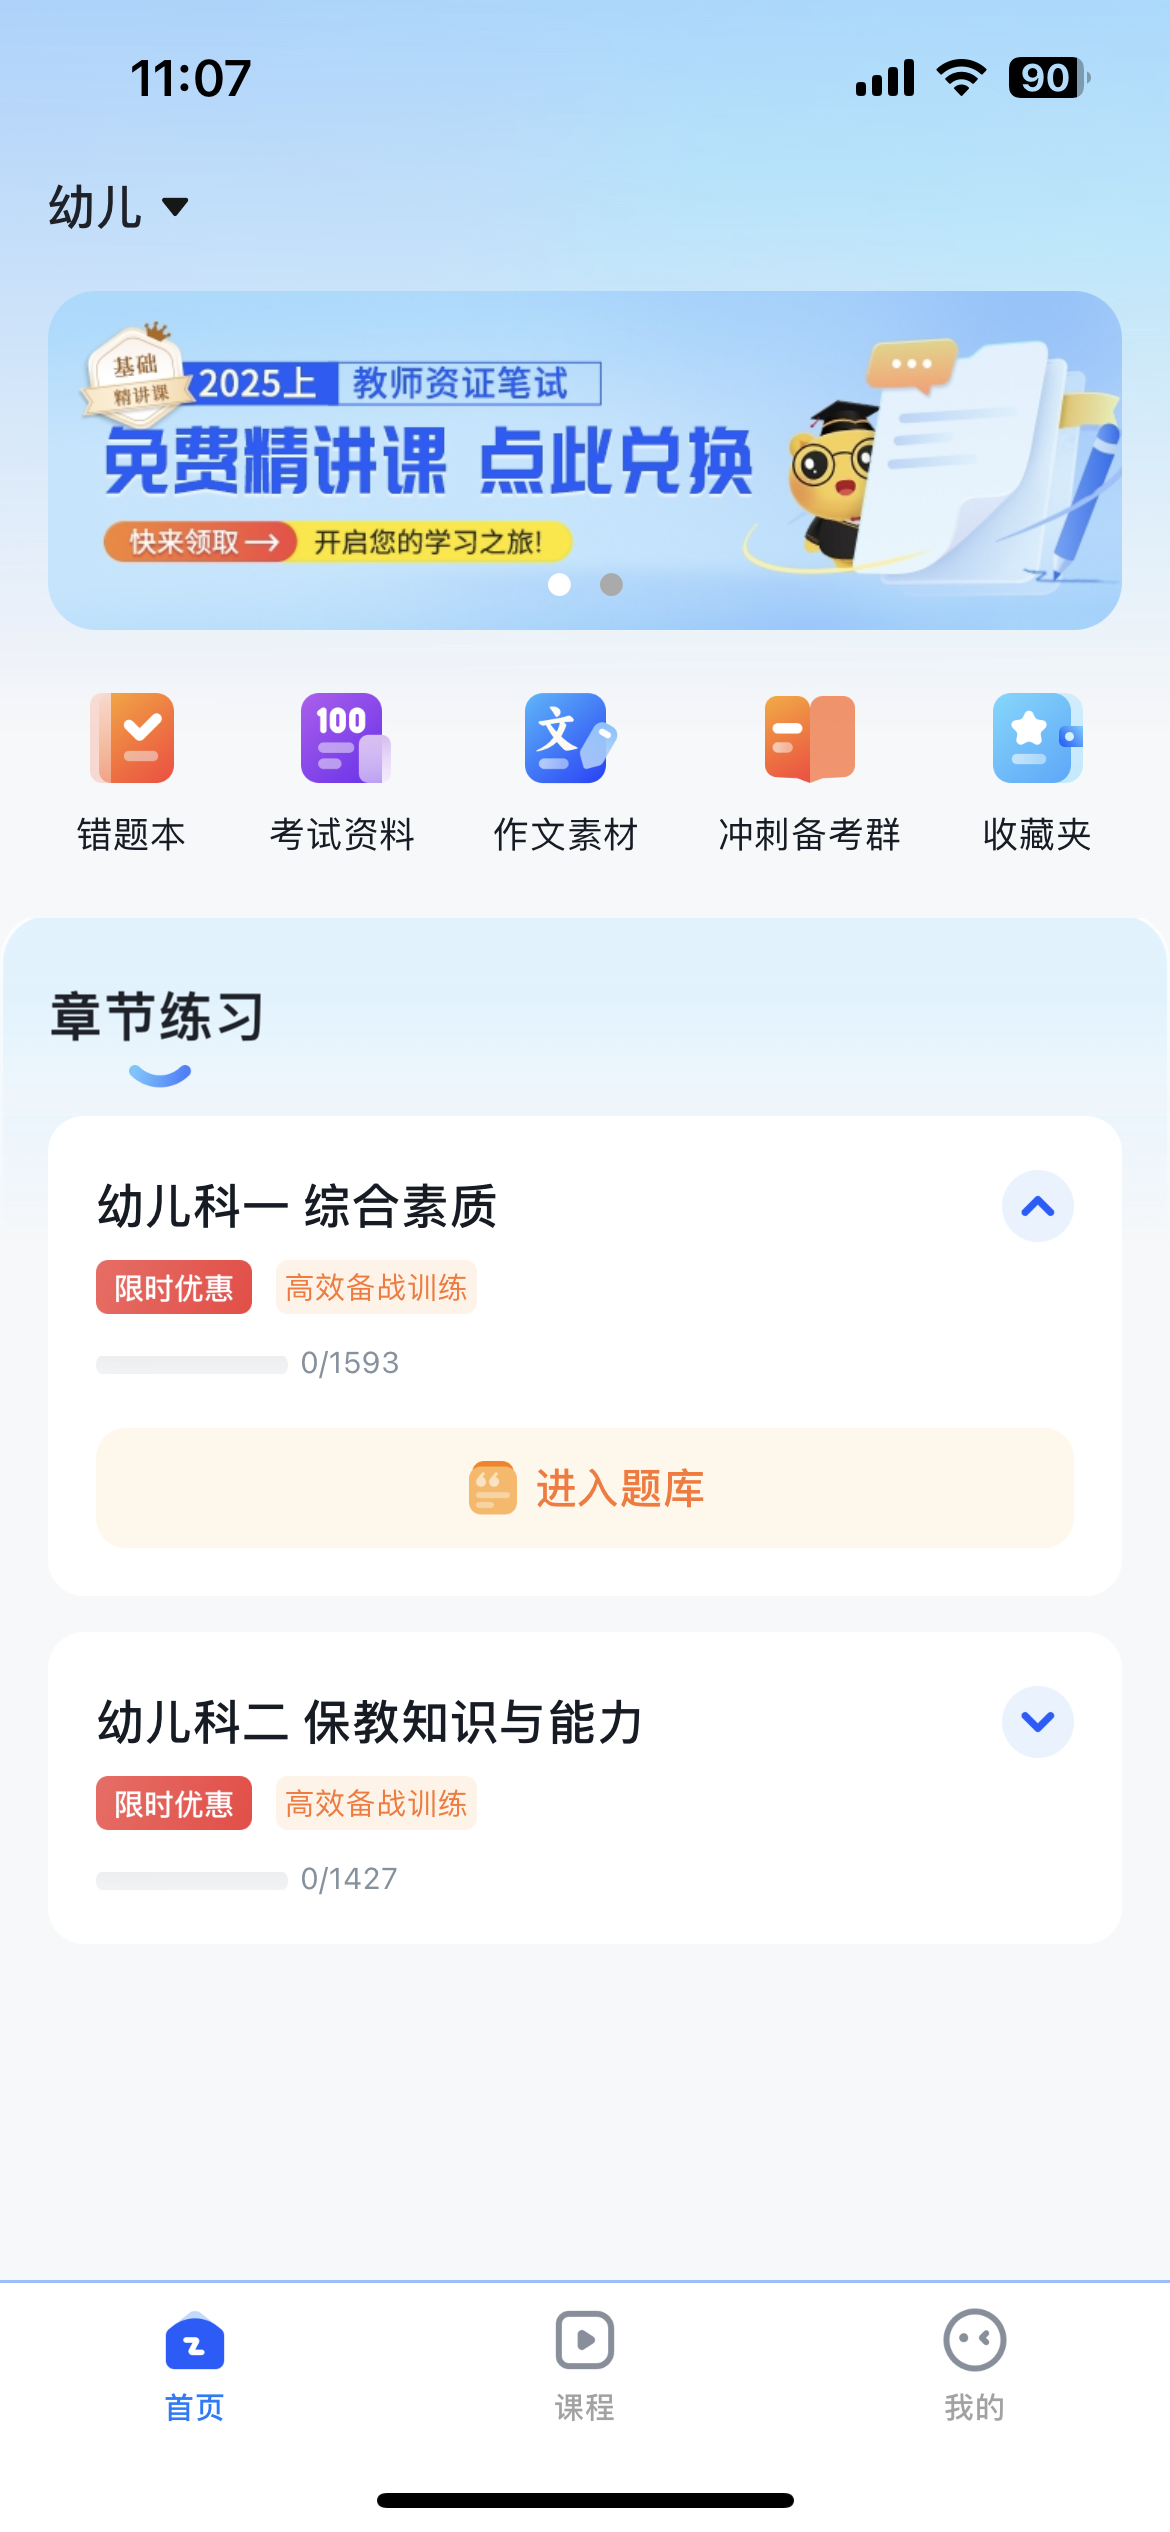 11:07
90
幼儿
基础
精讲课
2025上 教师资证笔试
免费精讲课 点此兑换
快来领取 开启您的学习之旅!
100
文
错题本 考试资料 作文素材 冲刺备考群 收藏夹
章节练习
幼儿科一 综合素质
限时优惠 高效备战训练
0/1593
进入题库
幼儿科二 保教知识与能力
限时优惠 高效备战训练
0/1427
首页 课程 我的